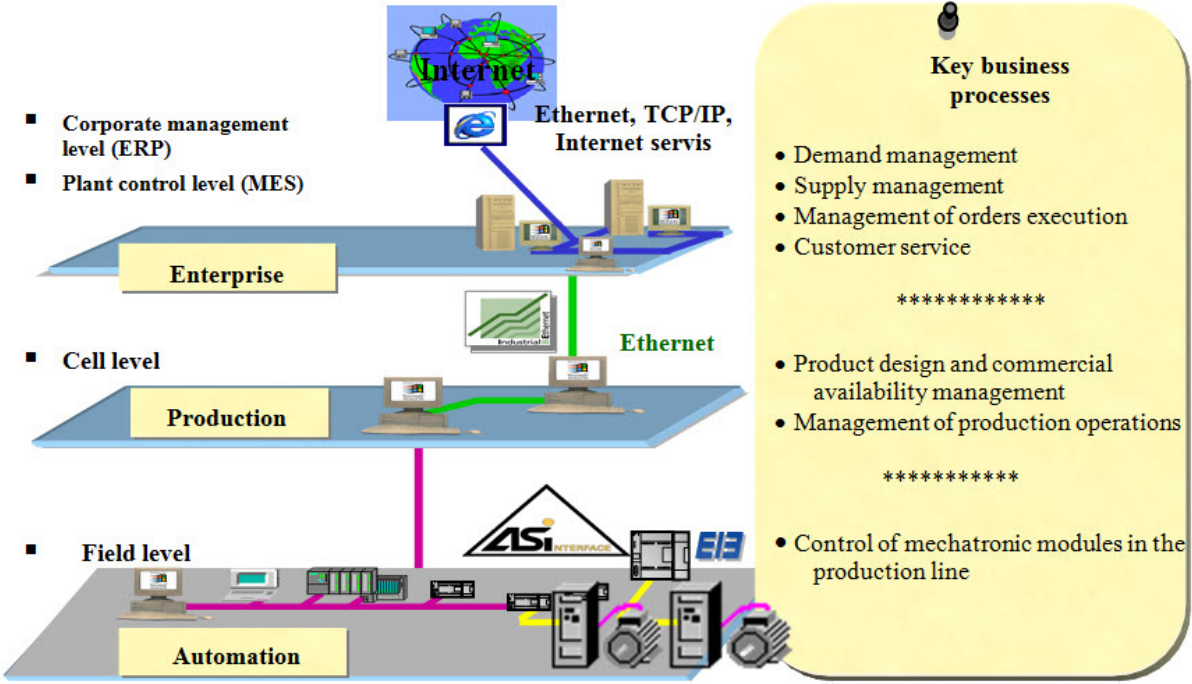 Internet
Ethernet, TCP/IP,
Internet servis
▪ Corporate management
level (ERP)
▪ Plant control level (MES)
Enterprise
Industrial Ethernet
Ethernet
▪ Cell level
Production
▪ Field level
ASi INTERFACE
EIB
Automation
Key business
processes
• Demand management
• Supply management
• Management of orders execution
• Customer service
************
• Product design and commercial
availability management
• Management of production operations
***********
• Control of mechatronic modules in the
production line